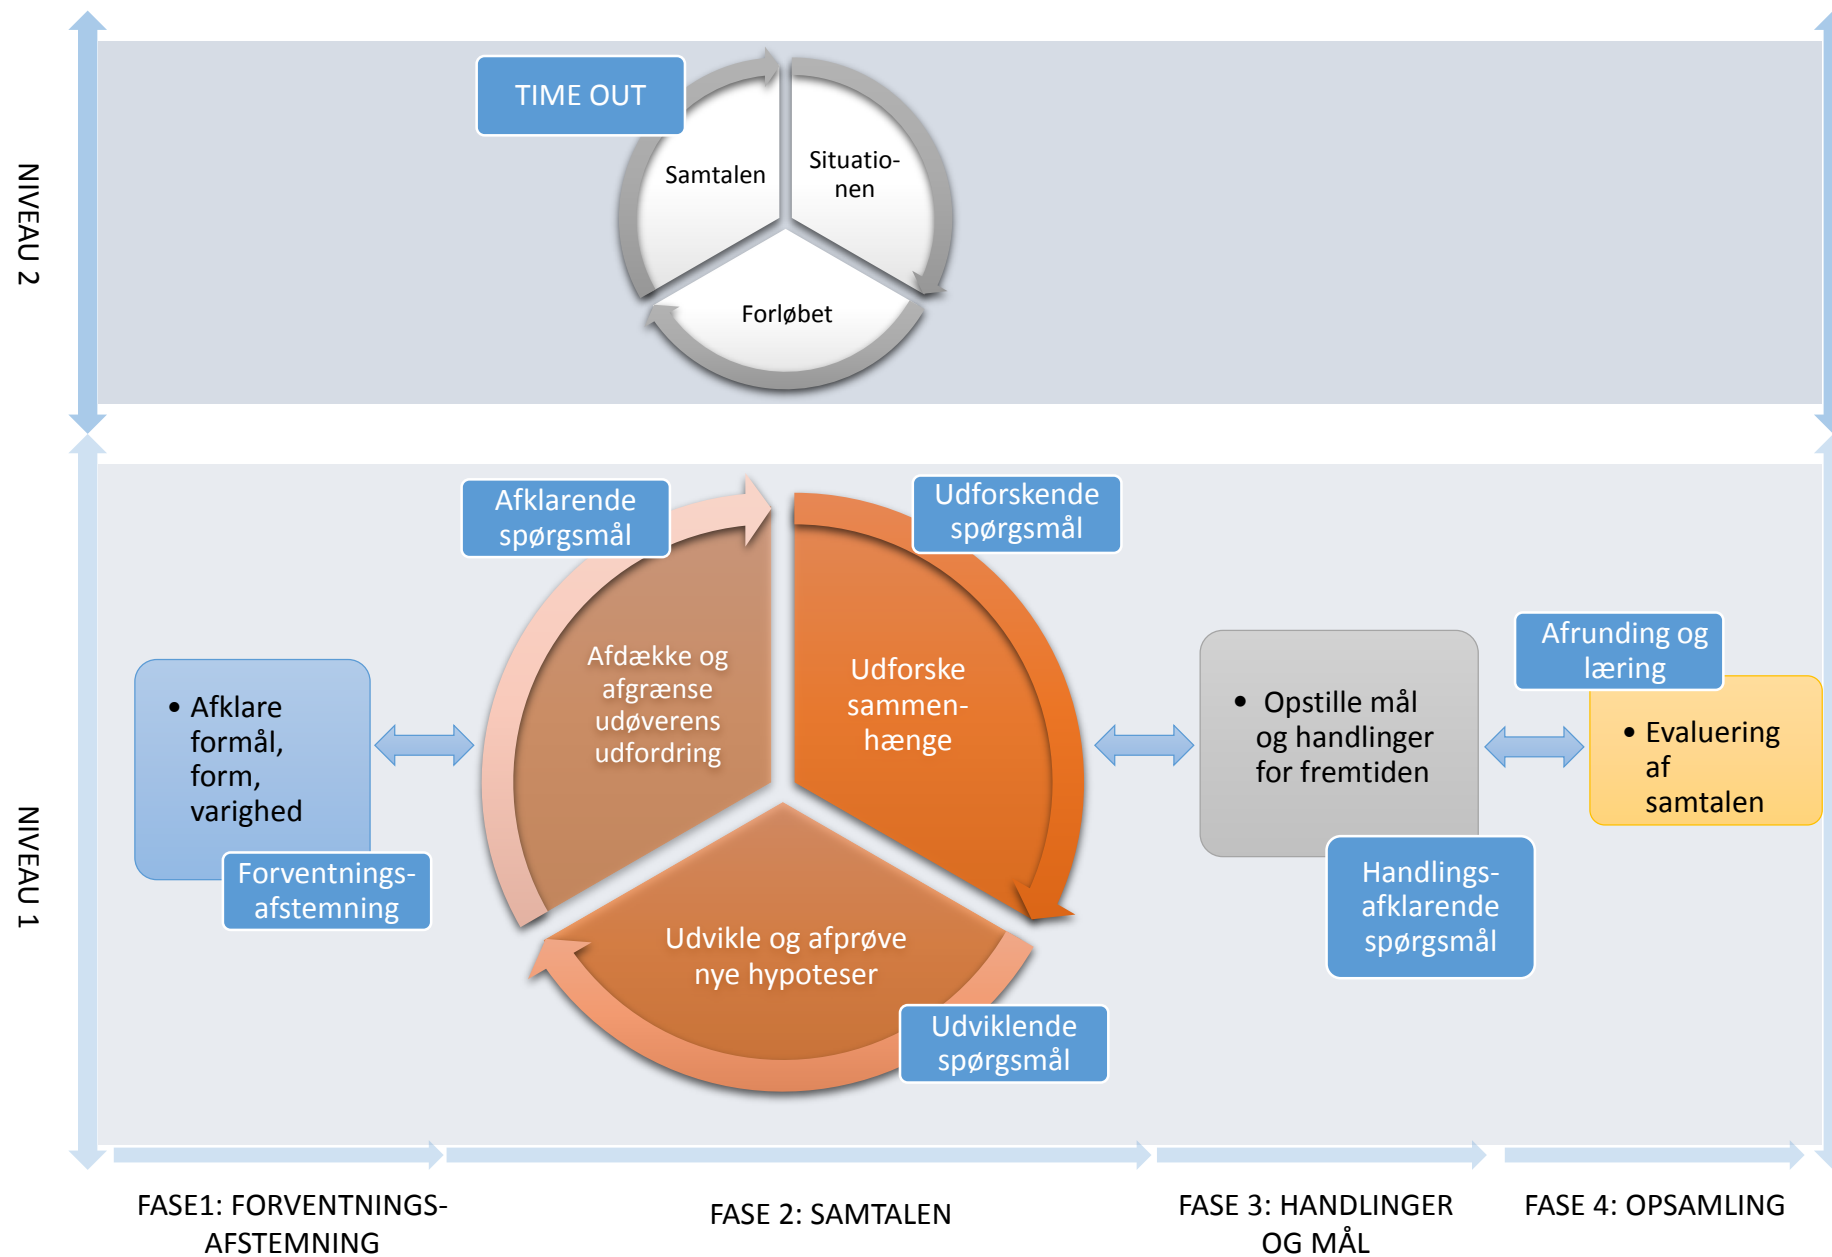 NIVEAU 2
TIME OUT
Samtalen
Situatio-
nen
Forløbet
NIVEAU 1
Afklarende
spørgsmål
Udforskende
spørgsmål
Afdække og
afgrænse
udøverens
udfordring
Udforske
sammen-
hænge
Udvikle og afprøve
nye hypoteser
Udviklende
spørgsmål
• Afklare
formål,
form,
varighed
Forventnings-
afstemning
• Opstille mål
og handlinger
for fremtiden
Handlings-
afklarende
spørgsmål
Afrunding og
læring
• Evaluering
af
samtalen
FASE1: FORVENTNINGS-
AFSTEMNING
FASE 2: SAMTALEN
FASE 3: HANDLINGER
OG MÅL
FASE 4: OPSAMLING